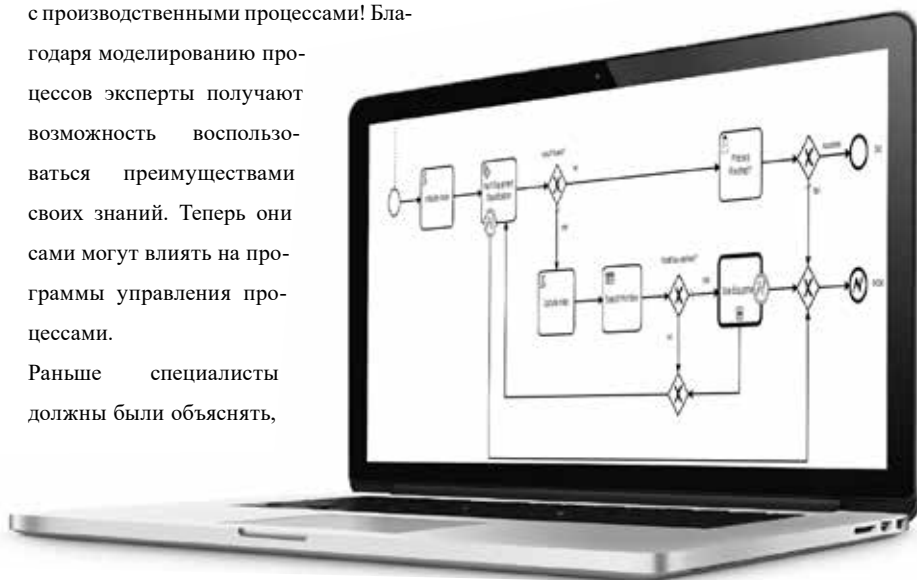 с производственными процессами! Бла-
годаря моделированию про-
цессов эксперты получают
возможность воспользо-
ваться преимуществами
своих знаний. Теперь они
сами могут влиять на про-
граммы управления про-
цессами.
Раньше специалисты
должны были объяснять,